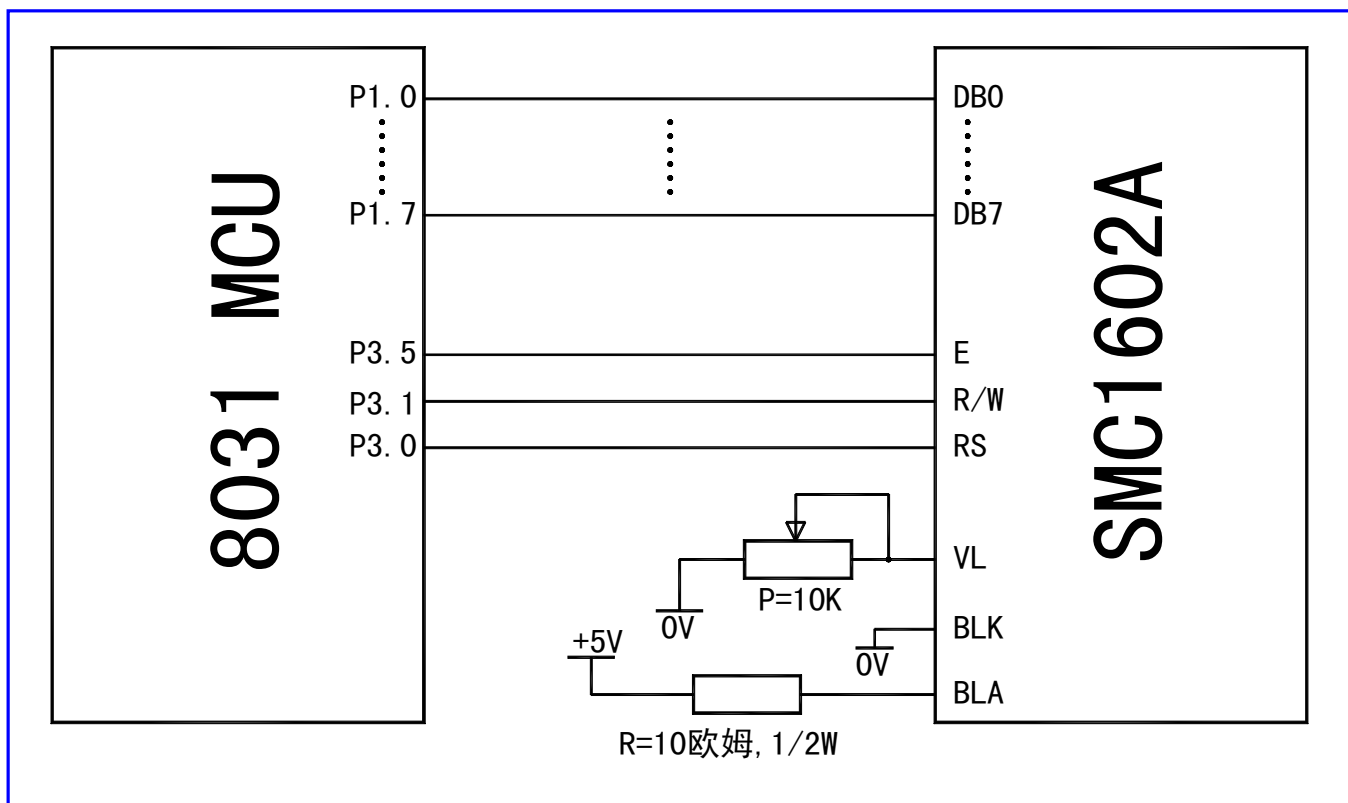 8031 MCU
P1.0
P1.7
P3.5
P3.1
P3.0
DB0
DB7
E
R/W
RS
VL
BLK
BLA
SMC1602A
P=10K
0V
+5V
0V
R=10欧姆,1/2W